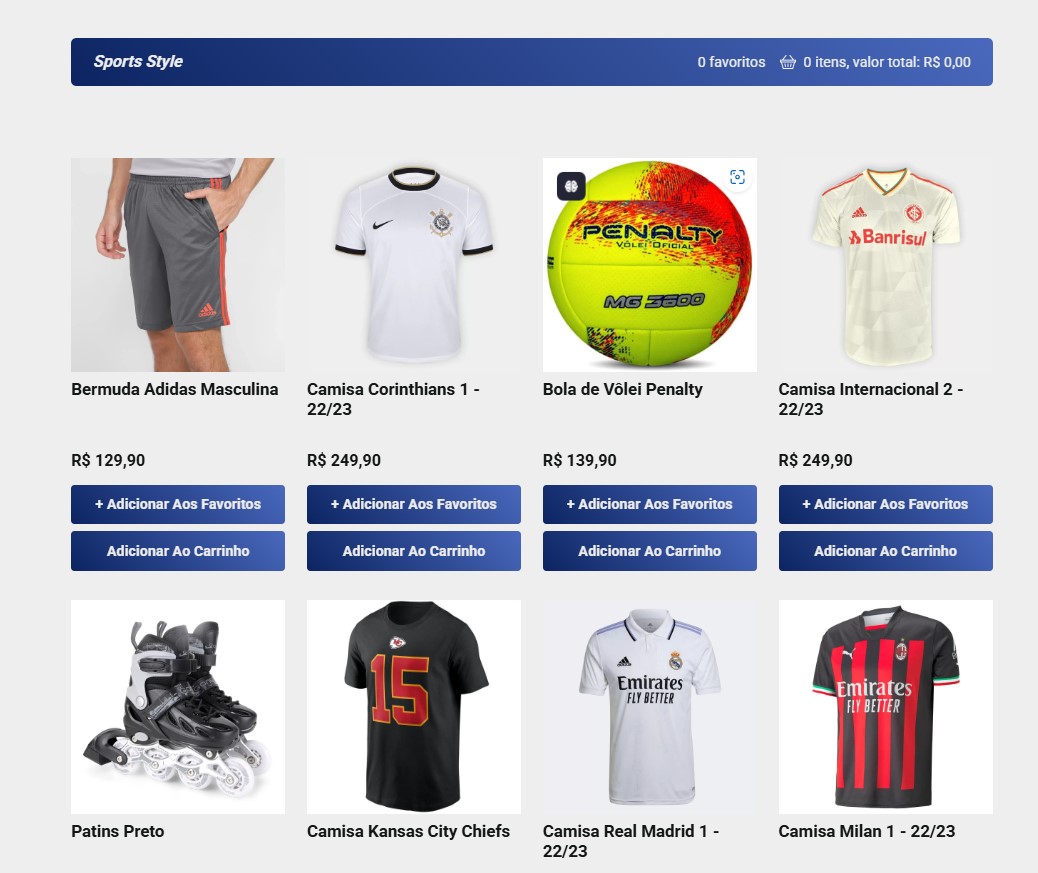 Sports Style
0 favoritos 0 itens, valor total: R$ 0,00
PENALTY
VÔLEI OFICIAL
MG 3600
Banrisul
Bermuda Adidas Masculina
Camisa Corinthians 1 -
22/23
Bola de Vôlei Penalty
Camisa Internacional 2 -
22/23
R$ 129,90
R$ 249,90
R$ 139,90
R$ 249,90
+ Adicionar Aos Favoritos
+ Adicionar Aos Favoritos
+ Adicionar Aos Favoritos
+ Adicionar Aos Favoritos
Adicionar Ao Carrinho
Adicionar Ao Carrinho
Adicionar Ao Carrinho
Adicionar Ao Carrinho
15
Emirates
FLY BETTER
Emirates
FLY BETTER
Patins Preto
Camisa Kansas City Chiefs
Camisa Real Madrid 1 -
22/23
Camisa Milan 1 - 22/23